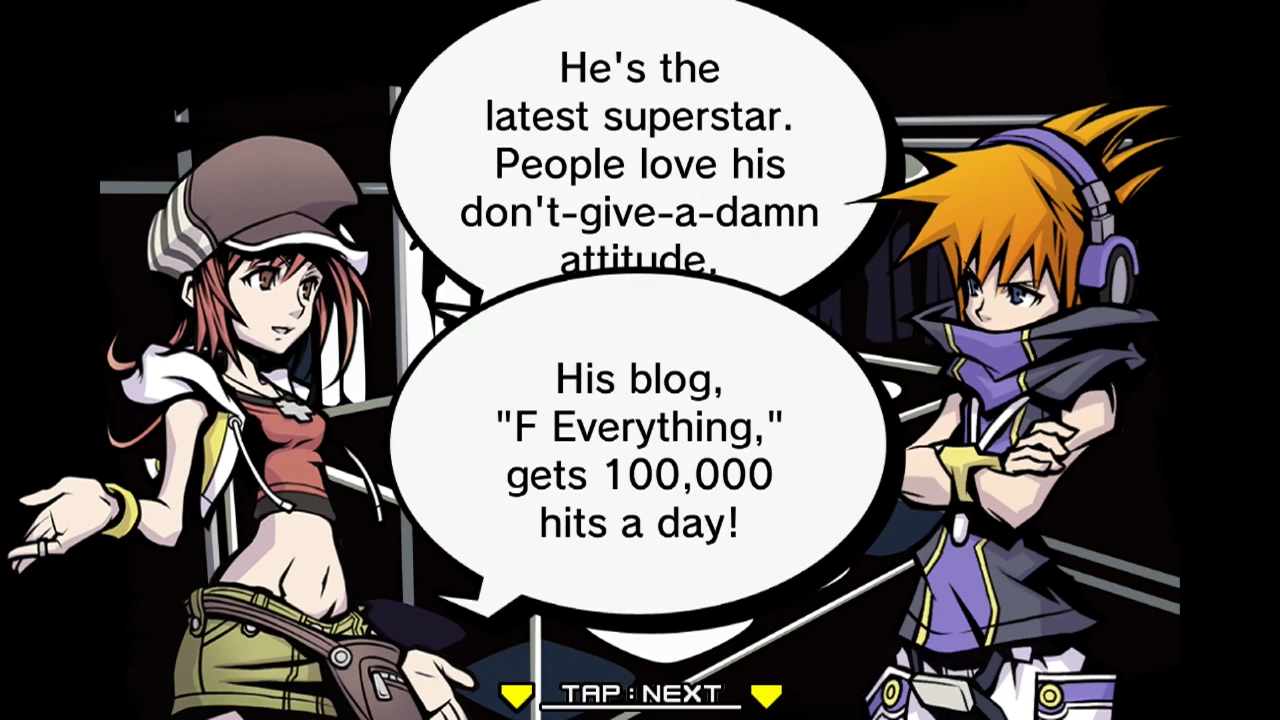 He's the
latest superstar.
People love his
don't-give-a-damn
attitude.
His blog,
"F Everything,"
gets 100,000
hits a day!
TAP : NEXT